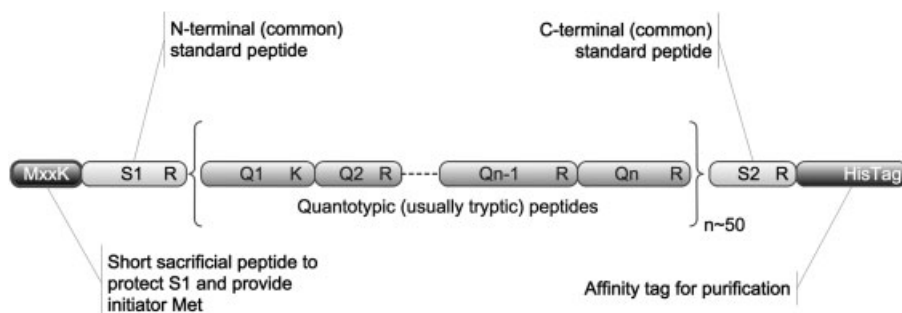 N-terminal (common)
standard peptide
C-terminal (common)
standard peptide
MxxK S1 R Q1 K Q2 R Qn-1 R Qn R S2 R HisTag
Quantotypic (usually tryptic) peptides
n~50
Short sacrificial peptide to
protect S1 and provide
initiator Met
Affinity tag for purification